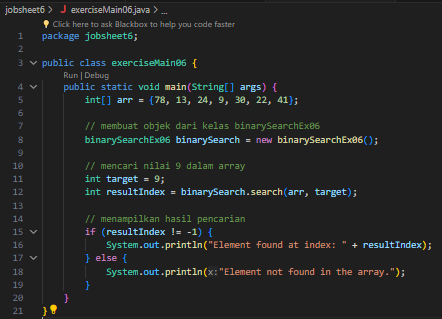 jobsheet6 > J exerciseMain06.java > ...
Click here to ask Blackbox to help you code faster
1 package jobsheet6;
2
3 public class exerciseMain06 {
Run | Debug
4 public static void main(String[] args) {
5 int[] arr = {78, 13, 24, 9, 30, 22, 41};
6
7 // membuat objek dari kelas binarySearchEx06
8 binarySearchEx06 binarySearch = new binarySearchEx06();
9
10 // mencari nilai 9 dalam array
11 int target = 9;
12 int resultIndex = binarySearch.search(arr, target);
13
14 // menampilkan hasil pencarian
15 if (resultIndex != -1) {
16 System.out.println("Element found at index: " + resultIndex);
17 } else {
18 System.out.println(x:"Element not found in the array.");
19 }
20 }
21 }